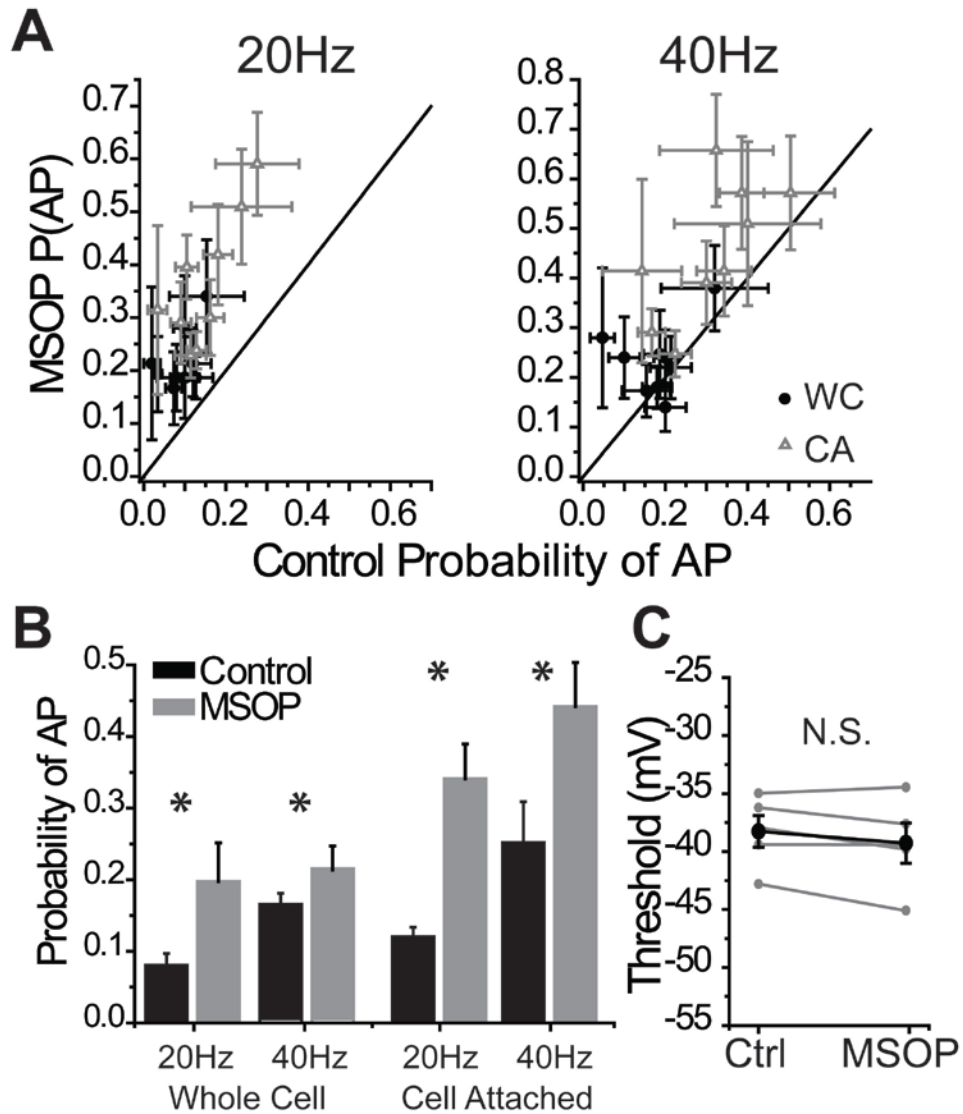 A
20Hz 40Hz
MSOP P(AP)
0.7
0.6
0.5
0.4
0.3
0.2
0.1
0.0
0.0 0.2 0.4 0.6
0.8
0.7
0.6
0.5
0.4
0.3
0.2
0.1
0.0
0.0 0.2 0.4 0.6
WC
CA
Control Probability of AP
B
Probability of AP
0.5
0.4
0.3
0.2
0.1
0.0
Control
MSOP
* * * *
20Hz 40Hz 20Hz 40Hz
Whole Cell Cell Attached
C
Threshold (mV)
-25
-30
-35
-40
-45
-50
-55
N.S.
Ctrl MSOP